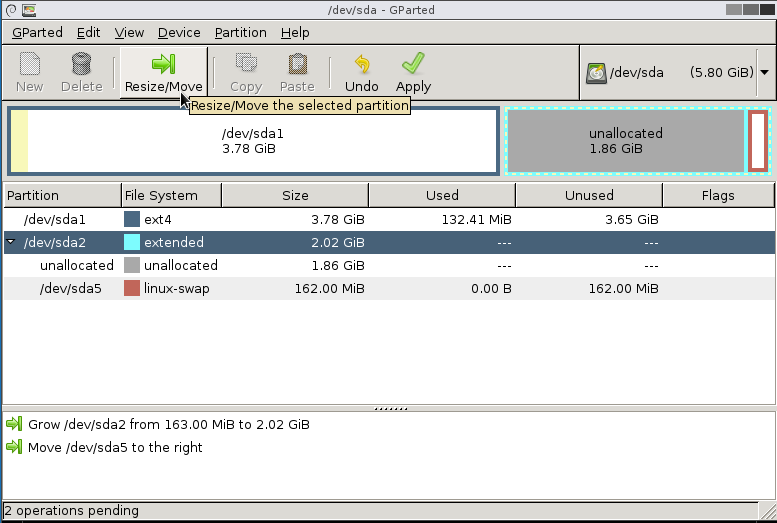 /dev/sda - GParted
GParted Edit View Device Partition Help
New Delete Resize/Move Copy Paste Undo Apply /dev/sda (5.80 GiB)
Resize/Move the selected partition
/dev/sda1 unallocated
3.78 GiB 1.86 GiB
Partition File System Size Used Unused Flags
/dev/sda1 ext4 3.78 GiB 132.41 MiB 3.65 GiB
/dev/sda2 extended 2.02 GiB --- ---
unallocated unallocated 1.86 GiB --- ---
/dev/sda5 linux-swap 162.00 MiB 0.00 B 162.00 MiB
Grow /dev/sda2 from 163.00 MiB to 2.02 GiB
Move /dev/sda5 to the right
2 operations pending